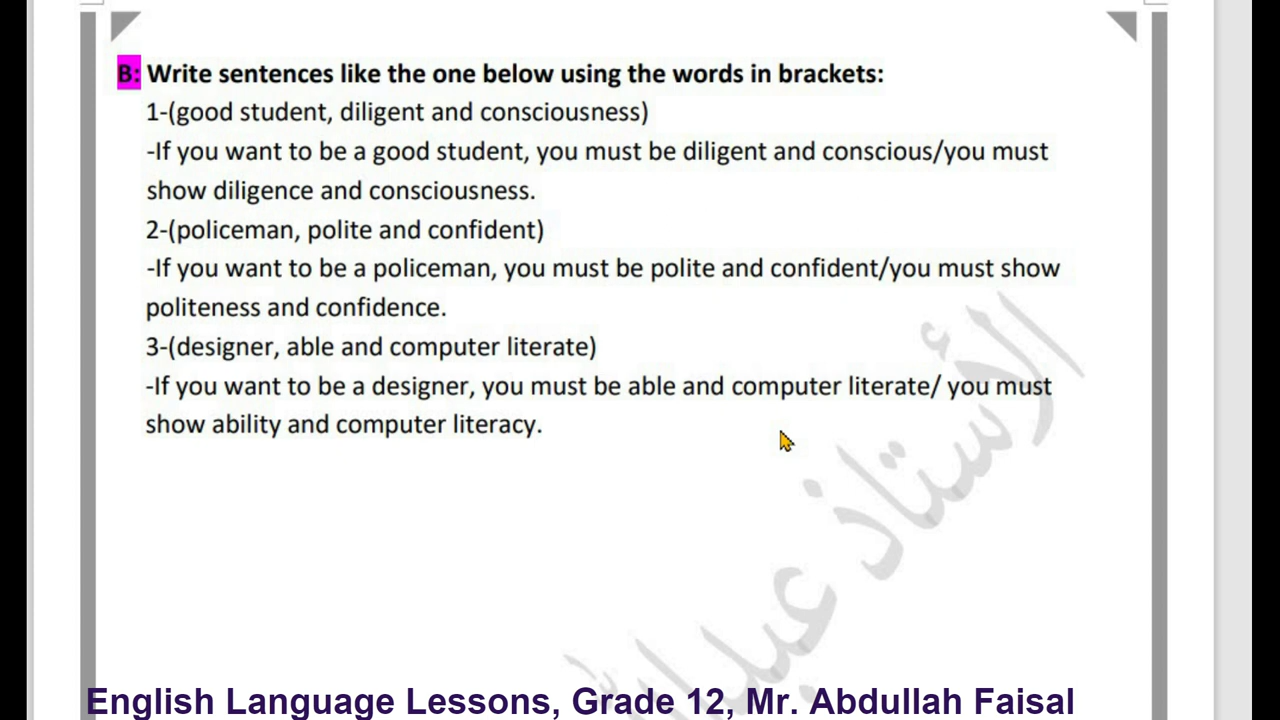 B: Write sentences like the one below using the words in brackets:
1-(good student, diligent and consciousness)
-If you want to be a good student, you must be diligent and conscious/you must
show diligence and consciousness.
2-(policeman, polite and confident)
-If you want to be a policeman, you must be polite and confident/you must show
politeness and confidence.
3-(designer, able and computer literate)
-If you want to be a designer, you must be able and computer literate/ you must
show ability and computer literacy.
الأستاذ
English Language Lessons, Grade 12, Mr. Abdullah Faisal